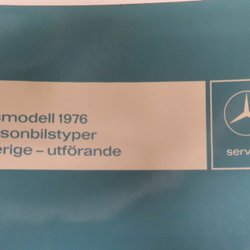 smodell 1976
sonbilstyper
erige – utförande
serv